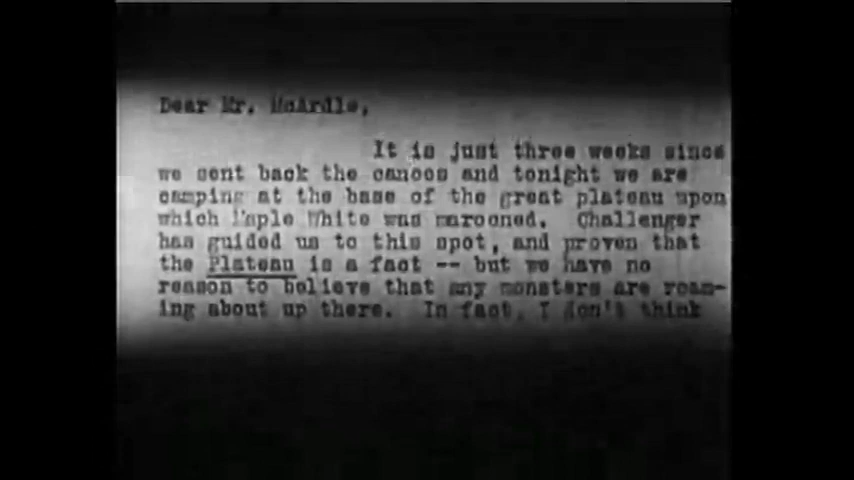 Dear Mr. McArdle,
It is just three weeks since
we sent back the canoes and tonight we are
camping at the base of the great plateau upon
which Maple White was marooned. Challenger
has guided us to this spot, and proven that
the Plateau is a fact -- but we have no
reason to believe that any monsters are roam-
ing about up there. In fact, I don't think